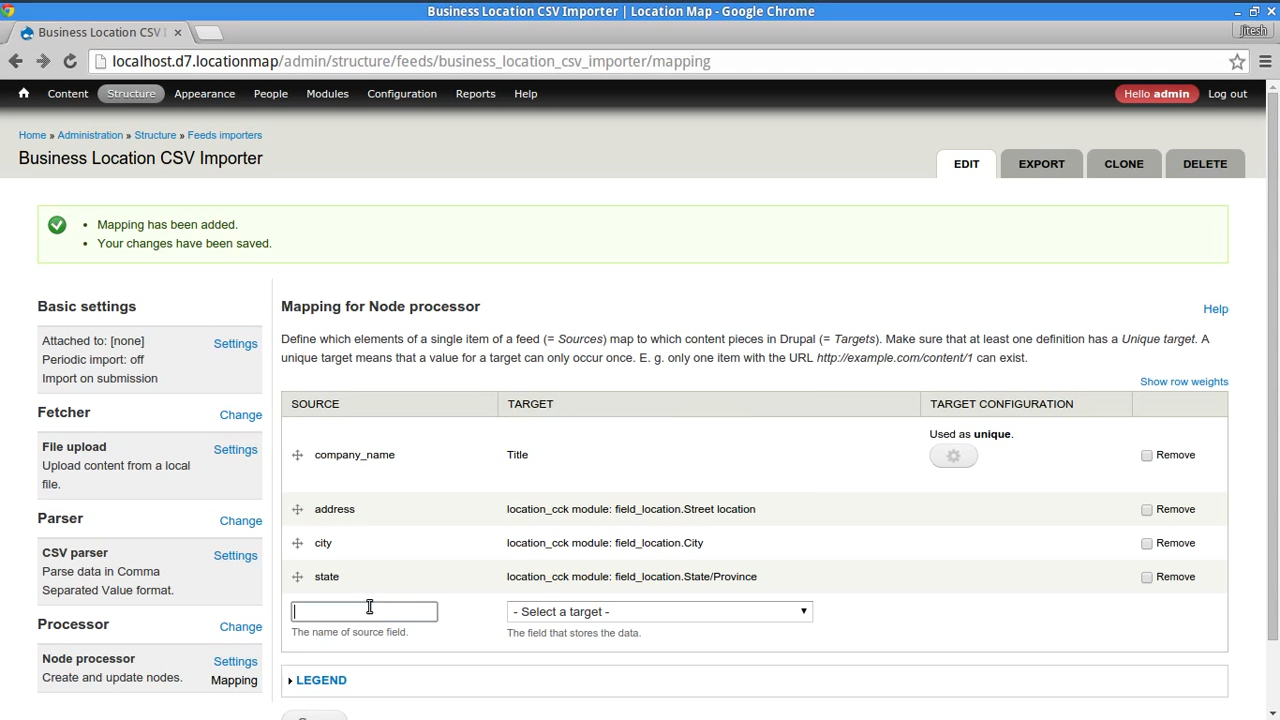 Business Location CSV Importer | Location Map - Google Chrome
Business Location CSV
Jitesh
localhost.d7.locationmap/admin/structure/feeds/business_location_csv_importer/mapping
Content Structure Appearance People Modules Configuration Reports Help Hello admin Log out
Home » Administration » Structure » Feeds importers
Business Location CSV Importer
EDIT EXPORT CLONE DELETE
• Mapping has been added.
• Your changes have been saved.
Basic settings
Attached to: [none] Settings
Periodic import: off
Import on submission
Fetcher Change
File upload Settings
Upload content from a local
file.
Parser Change
CSV parser Settings
Parse data in Comma
Separated Value format.
Processor Change
Node processor Settings
Create and update nodes. Mapping
Mapping for Node processor
Help
Define which elements of a single item of a feed (= Sources) map to which content pieces in Drupal (= Targets). Make sure that at least one definition has a Unique target. A
unique target means that a value for a target can only occur once. E. g. only one item with the URL http://example.com/content/1 can exist.
Show row weights
SOURCE TARGET TARGET CONFIGURATION
Used as unique.
company_name Title Remove
address location_cck module: field_location.Street location Remove
city location_cck module: field_location.City Remove
state location_cck module: field_location.State/Province Remove
- Select a target -
The name of source field. The field that stores the data.
LEGEND